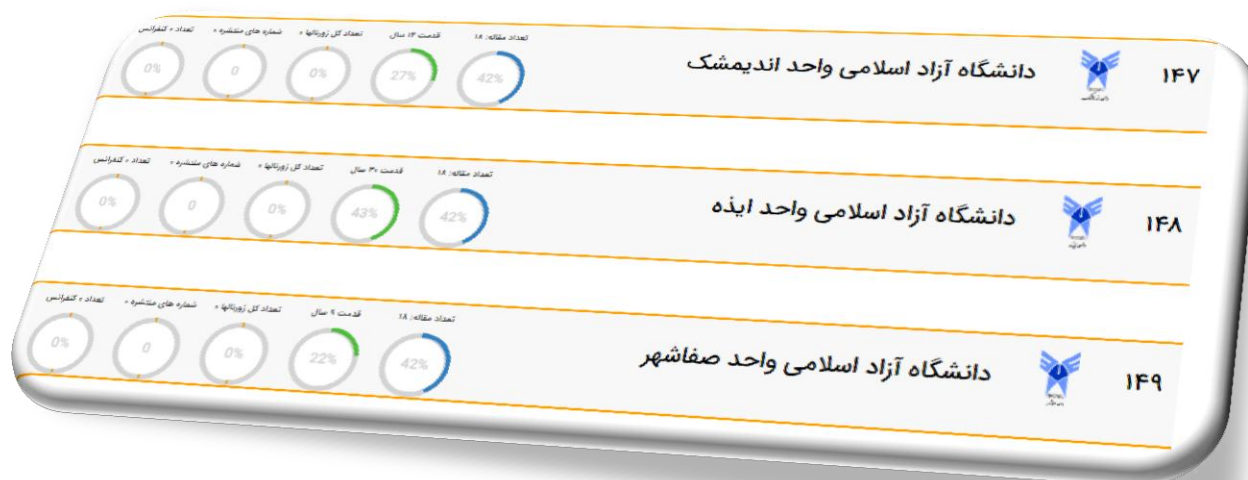 ۱۴۷
دانشگاه آزاد اسلامی واحد اندیمشک
تعداد مقاله: ۱۸
42%
قدمت ۱۴ سال
27%
تعداد کل ژورنالها ۰
0%
شماره های منتشره ۰
0
تعداد ۰ کنفرانس
0%
۱۴۸
دانشگاه آزاد اسلامی واحد ایذه
تعداد مقاله: ۱۸
42%
قدمت ۳۰ سال
43%
تعداد کل ژورنالها ۰
0%
شماره های منتشره ۰
0
تعداد ۰ کنفرانس
0%
۱۴۹
دانشگاه آزاد اسلامی واحد صفاشهر
تعداد مقاله: ۱۸
42%
قدمت ۹ سال
22%
تعداد کل ژورنالها ۰
0%
شماره های منتشره ۰
0
تعداد ۰ کنفرانس
0%